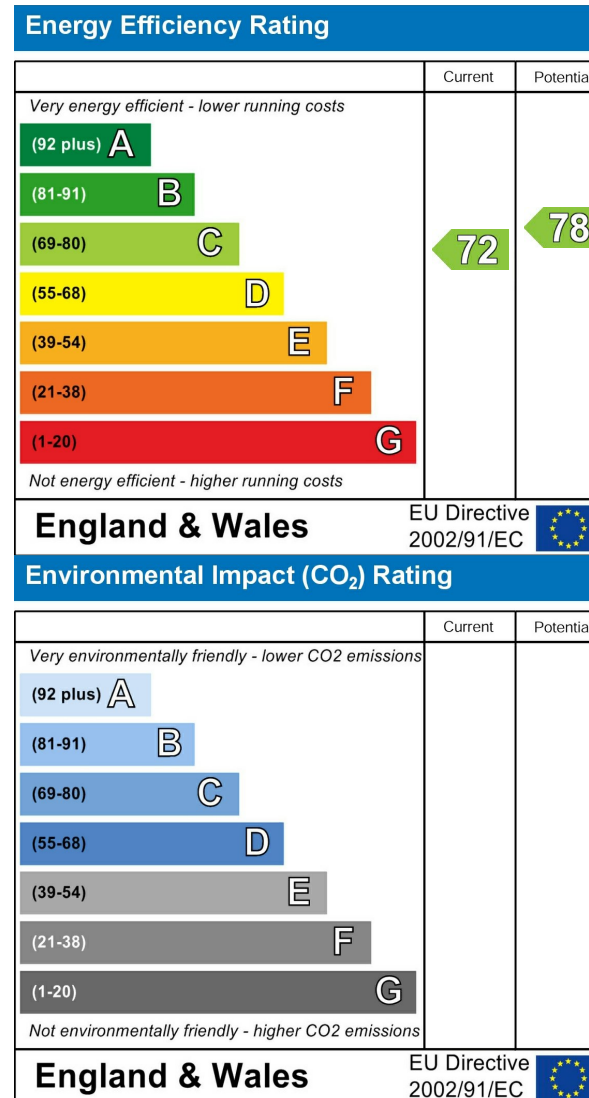 Energy Efficiency Rating
Current Potentia
Very energy efficient - lower running costs
(92 plus) A
(81-91) B
(69-80) C
72
78
(55-68) D
(39-54) E
(21-38) F
(1-20) G
Not energy efficient - higher running costs
England & Wales
EU Directive
2002/91/EC
Environmental Impact (CO₂) Rating
Current Potentia
Very environmentally friendly - lower CO2 emissions
(92 plus) A
(81-91) B
(69-80) C
(55-68) D
(39-54) E
(21-38) F
(1-20) G
Not environmentally friendly - higher CO2 emissions
England & Wales
EU Directive
2002/91/EC